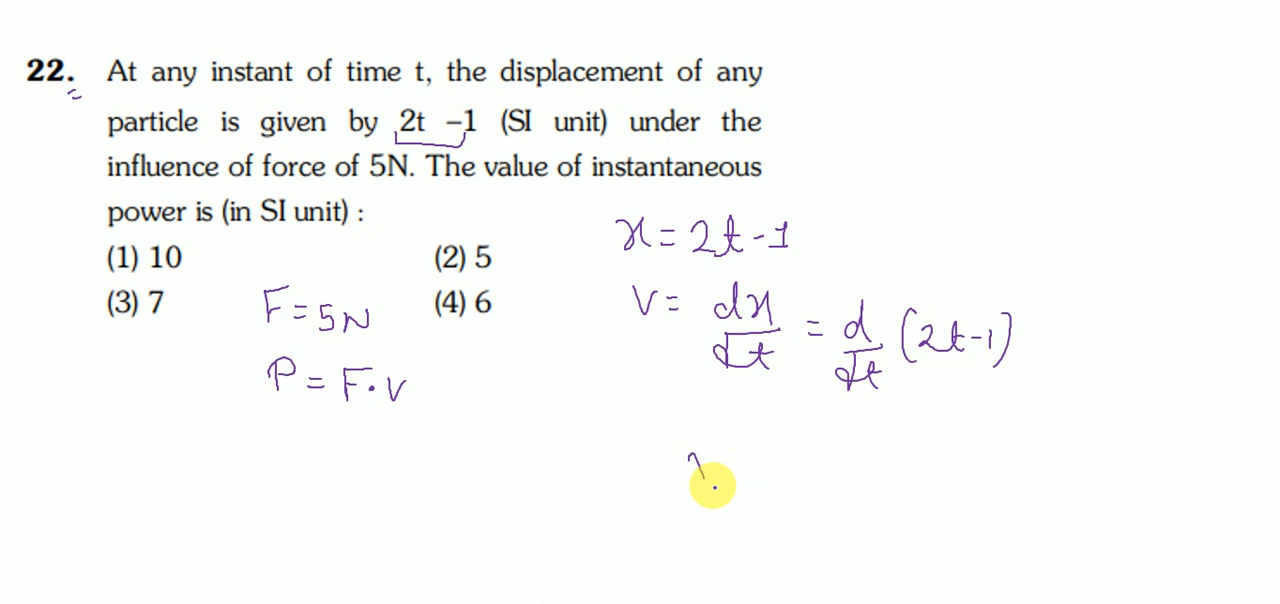 22. At any instant of time t, the displacement of any
particle is given by 2t –1 (SI unit) under the
influence of force of 5N. The value of instantaneous
power is (in SI unit) :
(1) 10 (2) 5
(3) 7 (4) 6
F = 5N
P = F·V
x = 2t - 1
V = dx/dt = d/dt (2t-1)